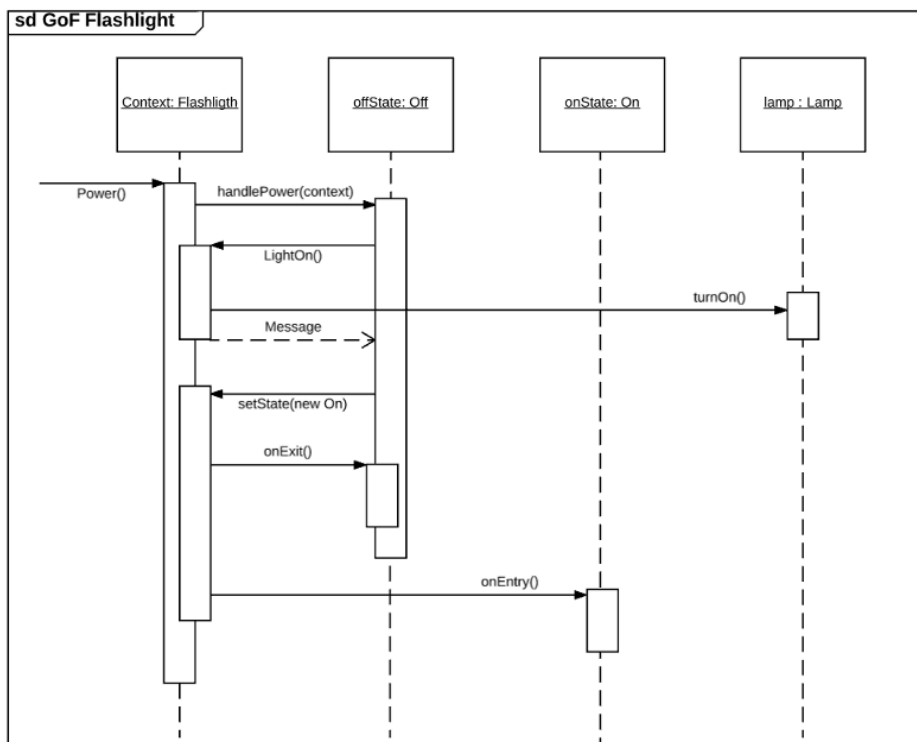 sd GoF Flashlight
Context: Flashligth
offState: Off
onState: On
lamp : Lamp
Power()
handlePower(context)
LightOn()
turnOn()
Message
setState(new On)
onExit()
onEntry()